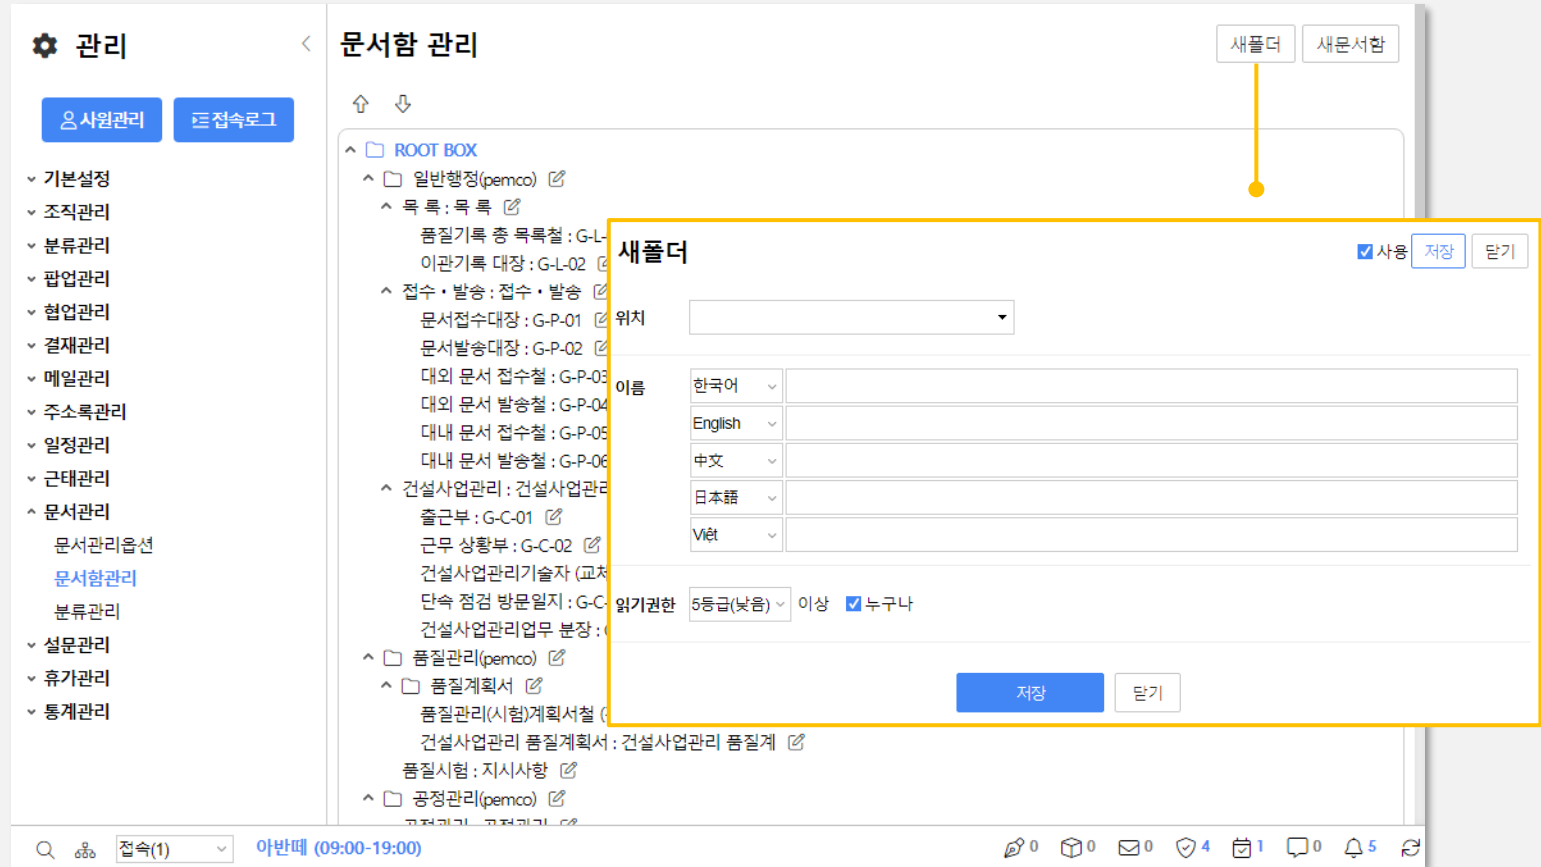 관리
사원관리
접속로그
기본설정
조직관리
분류관리
팝업관리
협업관리
결재관리
메일관리
주소록관리
일정관리
근태관리
문서관리
문서관리옵션
문서함관리
분류관리
설문관리
휴가관리
통계관리
문서함 관리
새폴더
새문서함
ROOT BOX
일반행정(pemco)
목 록 : 목 록
품질기록 총 목록철 : G-L-
이관기록 대장 : G-L-02
접수・발송 : 접수・발송
문서접수대장 : G-P-01
문서발송대장 : G-P-02
대외 문서 접수철 : G-P-03
대외 문서 발송철 : G-P-04
대내 문서 접수철 : G-P-05
대내 문서 발송철 : G-P-06
건설사업관리 : 건설사업관리
출근부 : G-C-01
근무 상황부 : G-C-02
건설사업관리기술자 (교체
단속 점검 방문일지 : G-C-
건설사업관리업무 분장 :
품질관리(pemco)
품질계획서
품질관리(시험)계획서철 (
건설사업관리 품질계획서 : 건설사업관리 품질계
품질시험 : 지시사항
공정관리(pemco)
공정관리 : 공정관리
새폴더
사용 저장 닫기
위치
이름
한국어
English
中文
日本語
Việt
읽기권한 5등급(낮음) 이상 누구나
저장 닫기
접속(1) 아반떼 (09:00-19:00) 0 0 0 4 1 0 5